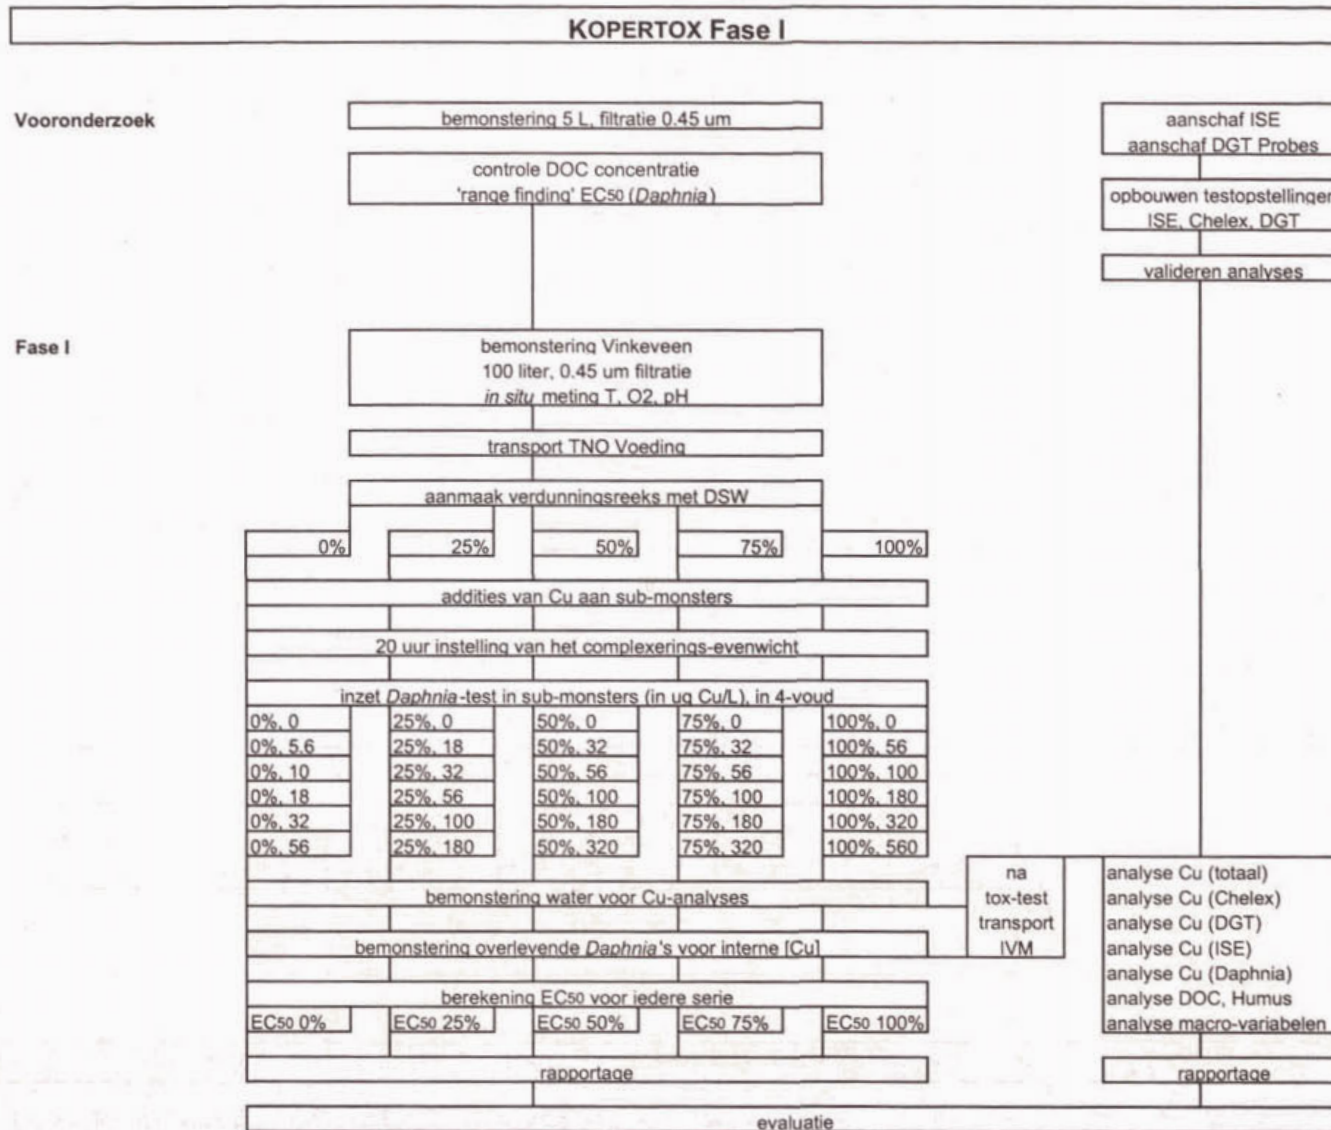 KOPERTOX Fase I
Vooronderzoek
bemonstering 5 L, filtratie 0.45 um
controle DOC concentratie
'range finding' EC50 (Daphnia)
aanschaf ISE
aanschaf DGT Probes
opbouwen testopstellingen
ISE, Chelex, DGT
valideren analyses
Fase I
bemonstering Vinkeveen
100 liter, 0.45 um filtratie
in situ meting T, O2, pH
transport TNO Voeding
aanmaak verdunningsreeks met DSW
0% 25% 50% 75% 100%
addities van Cu aan sub-monsters
20 uur instelling van het complexerings-evenwicht
inzet Daphnia-test in sub-monsters (in ug Cu/L), in 4-voud
0%, 0 25%, 0 50%, 0 75%, 0 100%, 0
0%, 5.6 25%, 18 50%, 32 75%, 32 100%, 56
0%, 10 25%, 32 50%, 56 75%, 56 100%, 100
0%, 18 25%, 56 50%, 100 75%, 100 100%, 180
0%, 32 25%, 100 50%, 180 75%, 180 100%, 320
0%, 56 25%, 180 50%, 320 75%, 320 100%, 560
bemonstering water voor Cu-analyses
bemonstering overlevende Daphnia's voor interne [Cu]
na
tox-test
transport
IVM
analyse Cu (totaal)
analyse Cu (Chelex)
analyse Cu (DGT)
analyse Cu (ISE)
analyse Cu (Daphnia)
analyse DOC, Humus
analyse macro-variabelen
berekening EC50 voor iedere serie
EC50 0% EC50 25% EC50 50% EC50 75% EC50 100%
rapportage
rapportage
evaluatie